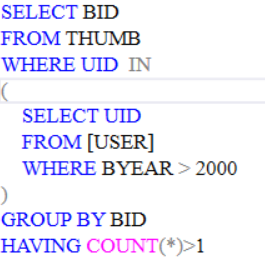 SELECT BID
FROM THUMB
WHERE UID  IN
(
    SELECT UID
    FROM [USER]
    WHERE BYEAR > 2000
)
GROUP BY BID
HAVING COUNT(*)>1